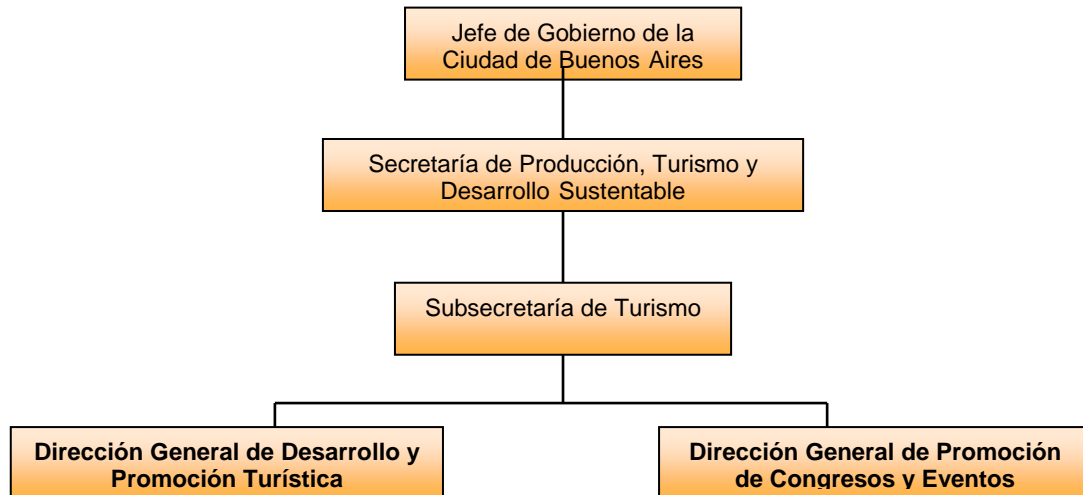 Jefe de Gobierno de la
Ciudad de Buenos Aires
Secretaría de Producción, Turismo y
Desarrollo Sustentable
Subsecretaría de Turismo
Dirección General de Desarrollo y
Promoción Turística
Dirección General de Promoción
de Congresos y Eventos